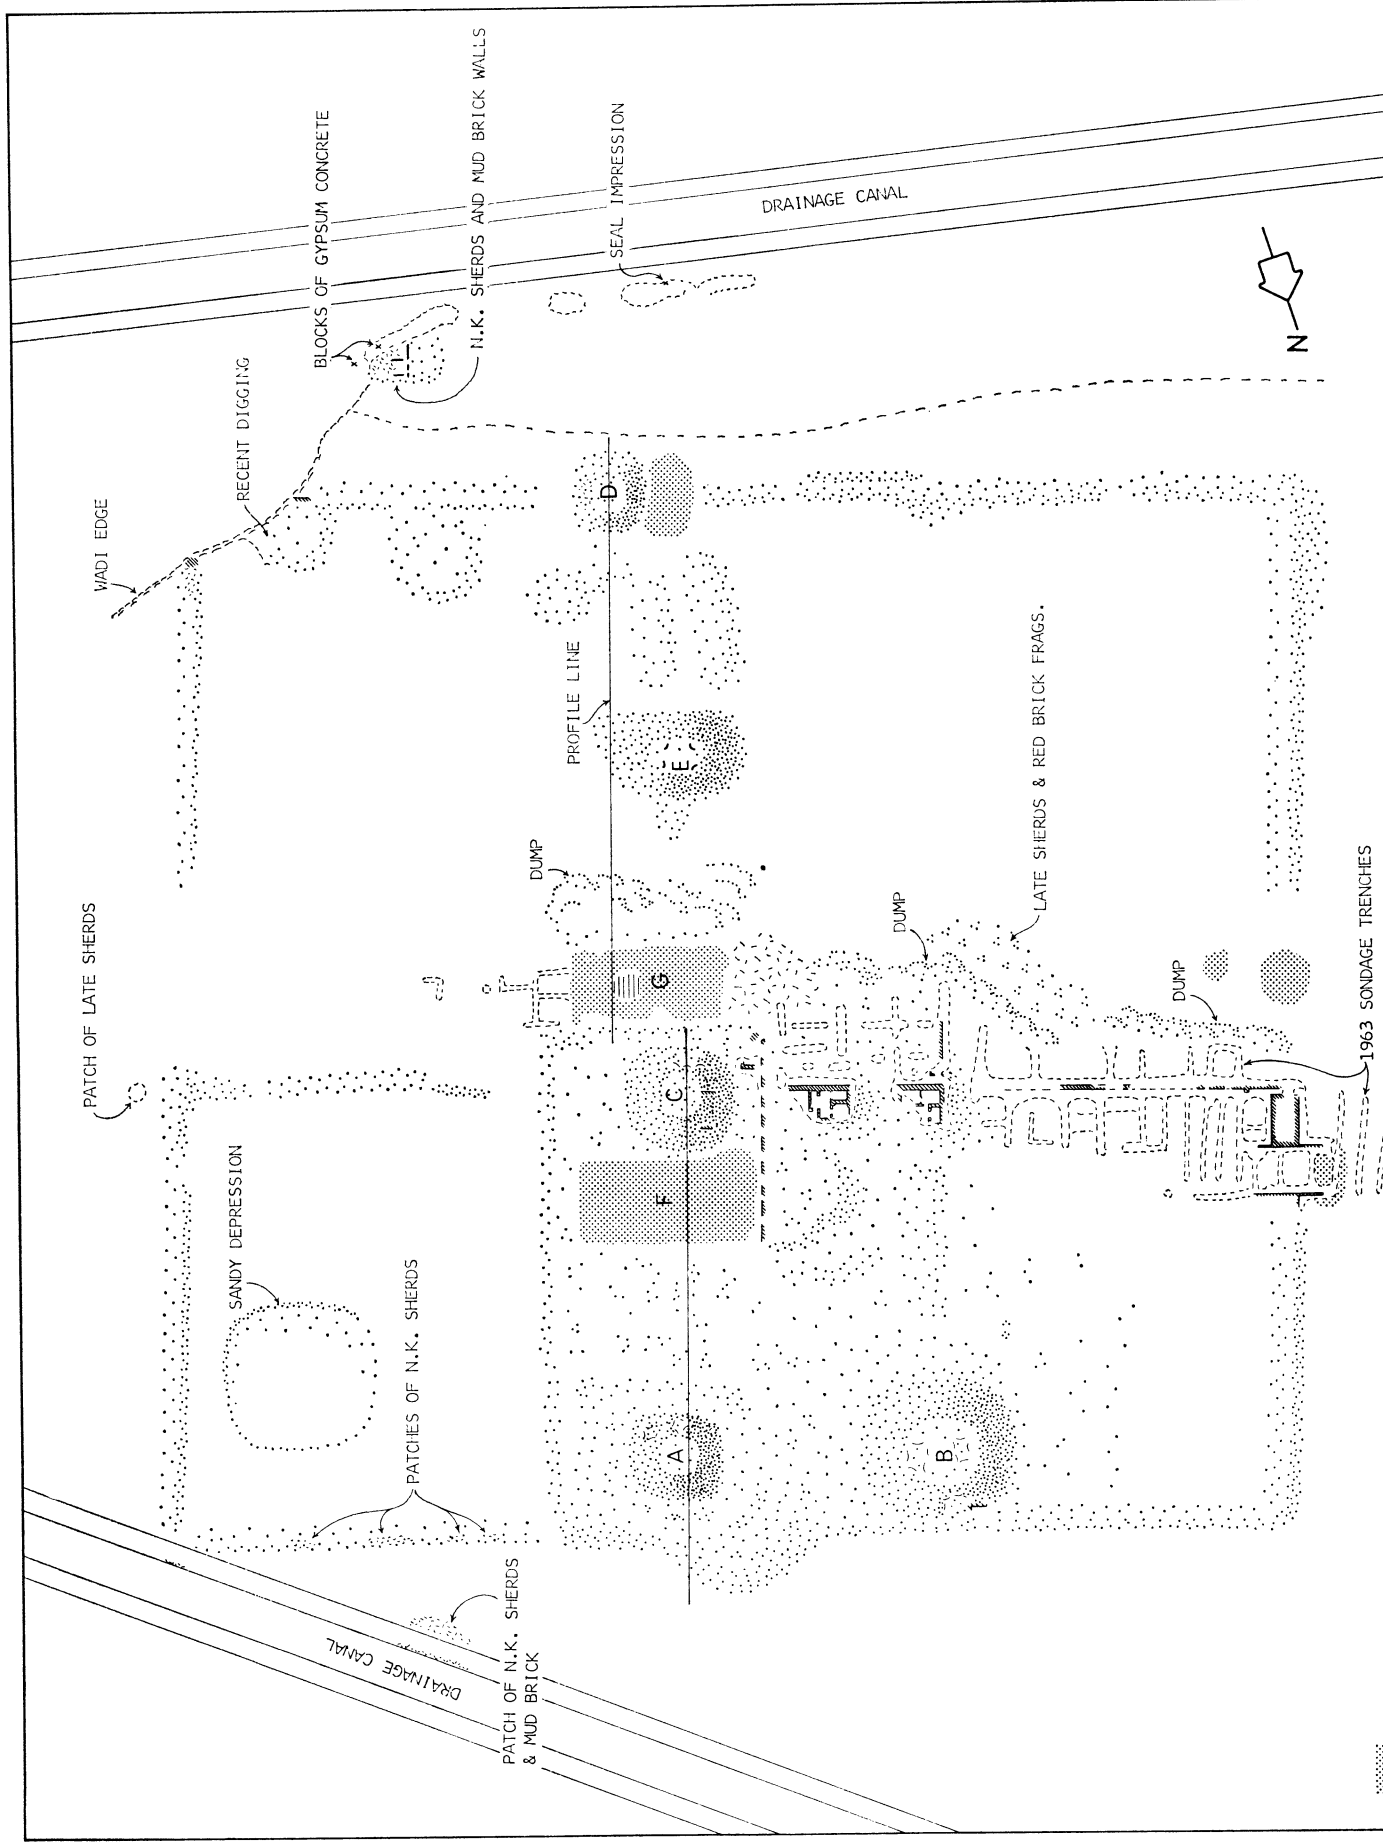 WADI EDGE
RECENT DIGGING
BLOCKS OF GYPSUM CONCRETE
N.K. SHERDS AND MUD BRICK WALLS
SEAL IMPRESSION
DRAINAGE CANAL
N
D
PROFILE LINE
E
LATE SHERDS & RED BRICK FRAGS.
PATCH OF LATE SHERDS
DUMP
DUMP
DUMP
G
C
F
1963 SONDAGE TRENCHES
SANDY DEPRESSION
PATCHES OF N.K. SHERDS
A
B
DRAINAGE CANAL
PATCH OF N.K. SHERDS
& MUD BRICK